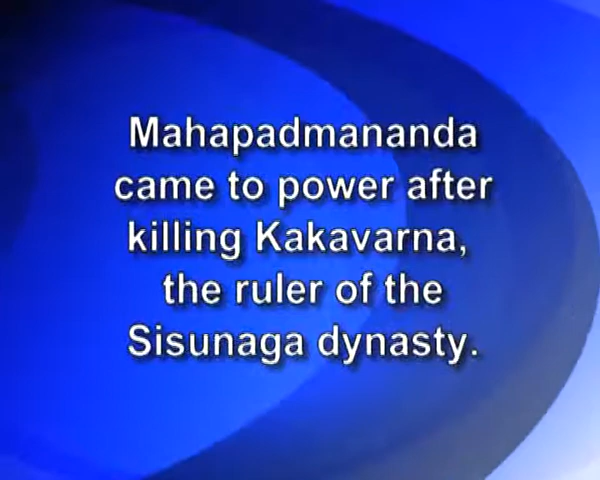 Mahapadmananda
came to power after
killing Kakavarna,
the ruler of the
Sisunaga dynasty.